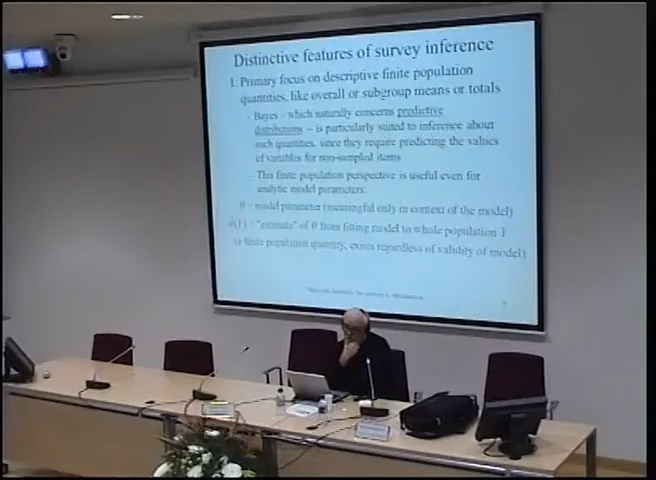 Distinctive features of survey inference
1. Primary focus on descriptive finite population
quantities, like overall or subgroup means or totals
- Bayes - which naturally concerns predictive
distributions - is particularly suited to inference about
such quantities, since they require predicting the values
of variables for non-sampled items
- This finite population perspective is useful even for
analytic model parameters:
θ = model parameter (meaningful only in context of the model)
"estimate" of θ from fitting model to whole population Y
(a finite population quantity, exists regardless of validity of model)